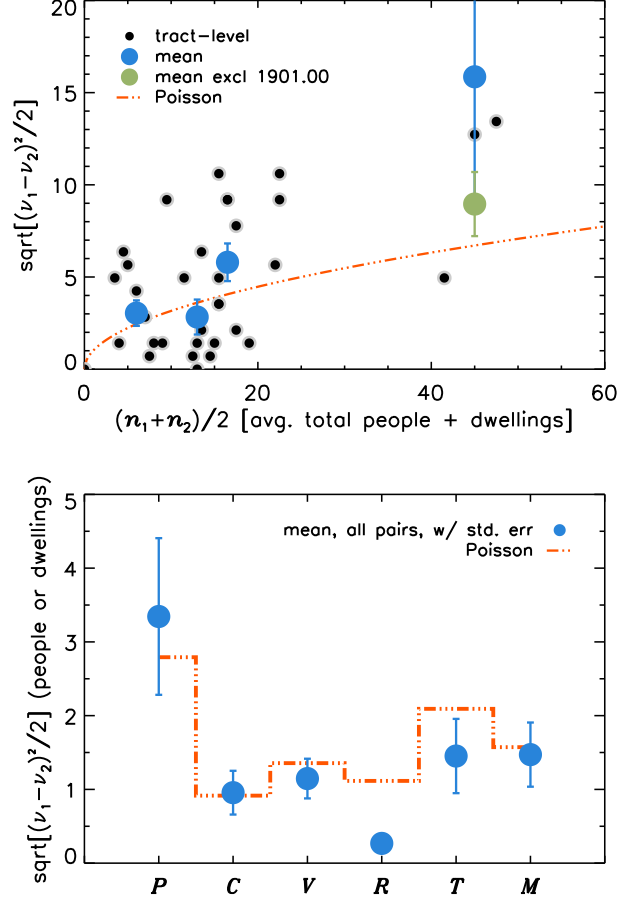 20
15
10
5
0
sqrt[(ν₁−ν₂)²/2]
tract−level
mean
mean excl 1901.00
Poisson
0 20 40 60
(n₁+n₂)/2 [avg. total people + dwellings]
5
4
3
2
1
0
sqrt[(ν₁−ν₂)²/2] (people or dwellings)
mean, all pairs, w/ std. err
Poisson
P C V R T M